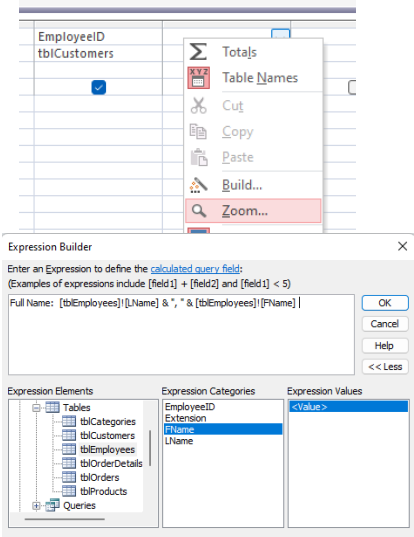 EmployeeID
tblCustomers
Totals
XYZ
Table Names
Cut
Copy
Paste
Build...
Zoom...
Expression Builder
Enter an Expression to define the calculated query field:
(Examples of expressions include [field1] + [field2] and [field1] < 5)
Full Name: [tblEmployees]![LName] & ", " & [tblEmployees]![FName]
OK
Cancel
Help
<< Less
Expression Elements
Tables
tblCategories
tblCustomers
tblEmployees
tblOrderDetails
tblOrders
tblProducts
Queries
Expression Categories
EmployeeID
Extension
FName
LName
Expression Values
<Value>